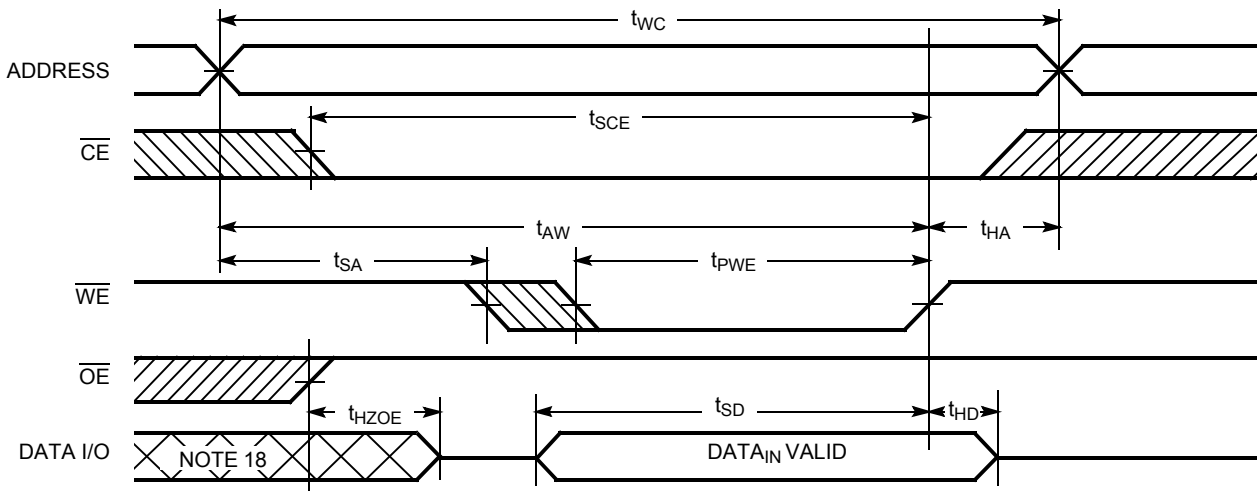 tWC
ADDRESS
tSCE
CE
tAW
tHA
tSA
tPWE
WE
OE
tHZOE
tSD
tHD
DATA I/O
NOTE 18
DATAIN VALID